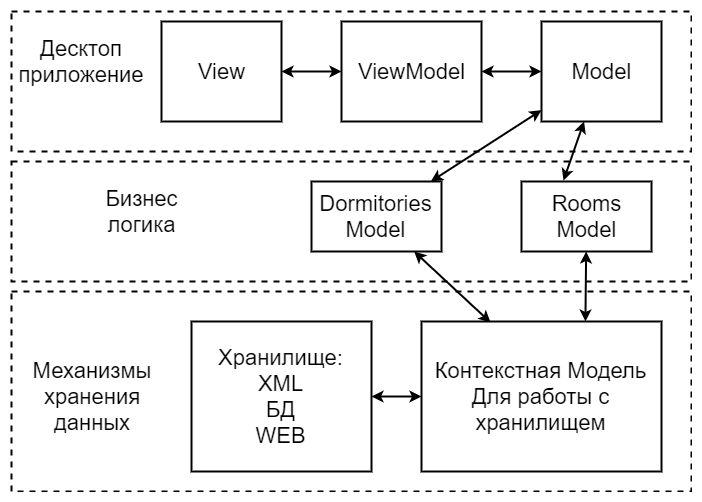 Десктоп
приложение
View
ViewModel
Model
Бизнес
логика
Dormitories
Model
Rooms
Model
Механизмы
хранения
данных
Хранилище:
XML
БД
WEB
Контекстная Модель
Для работы с
хранилищем